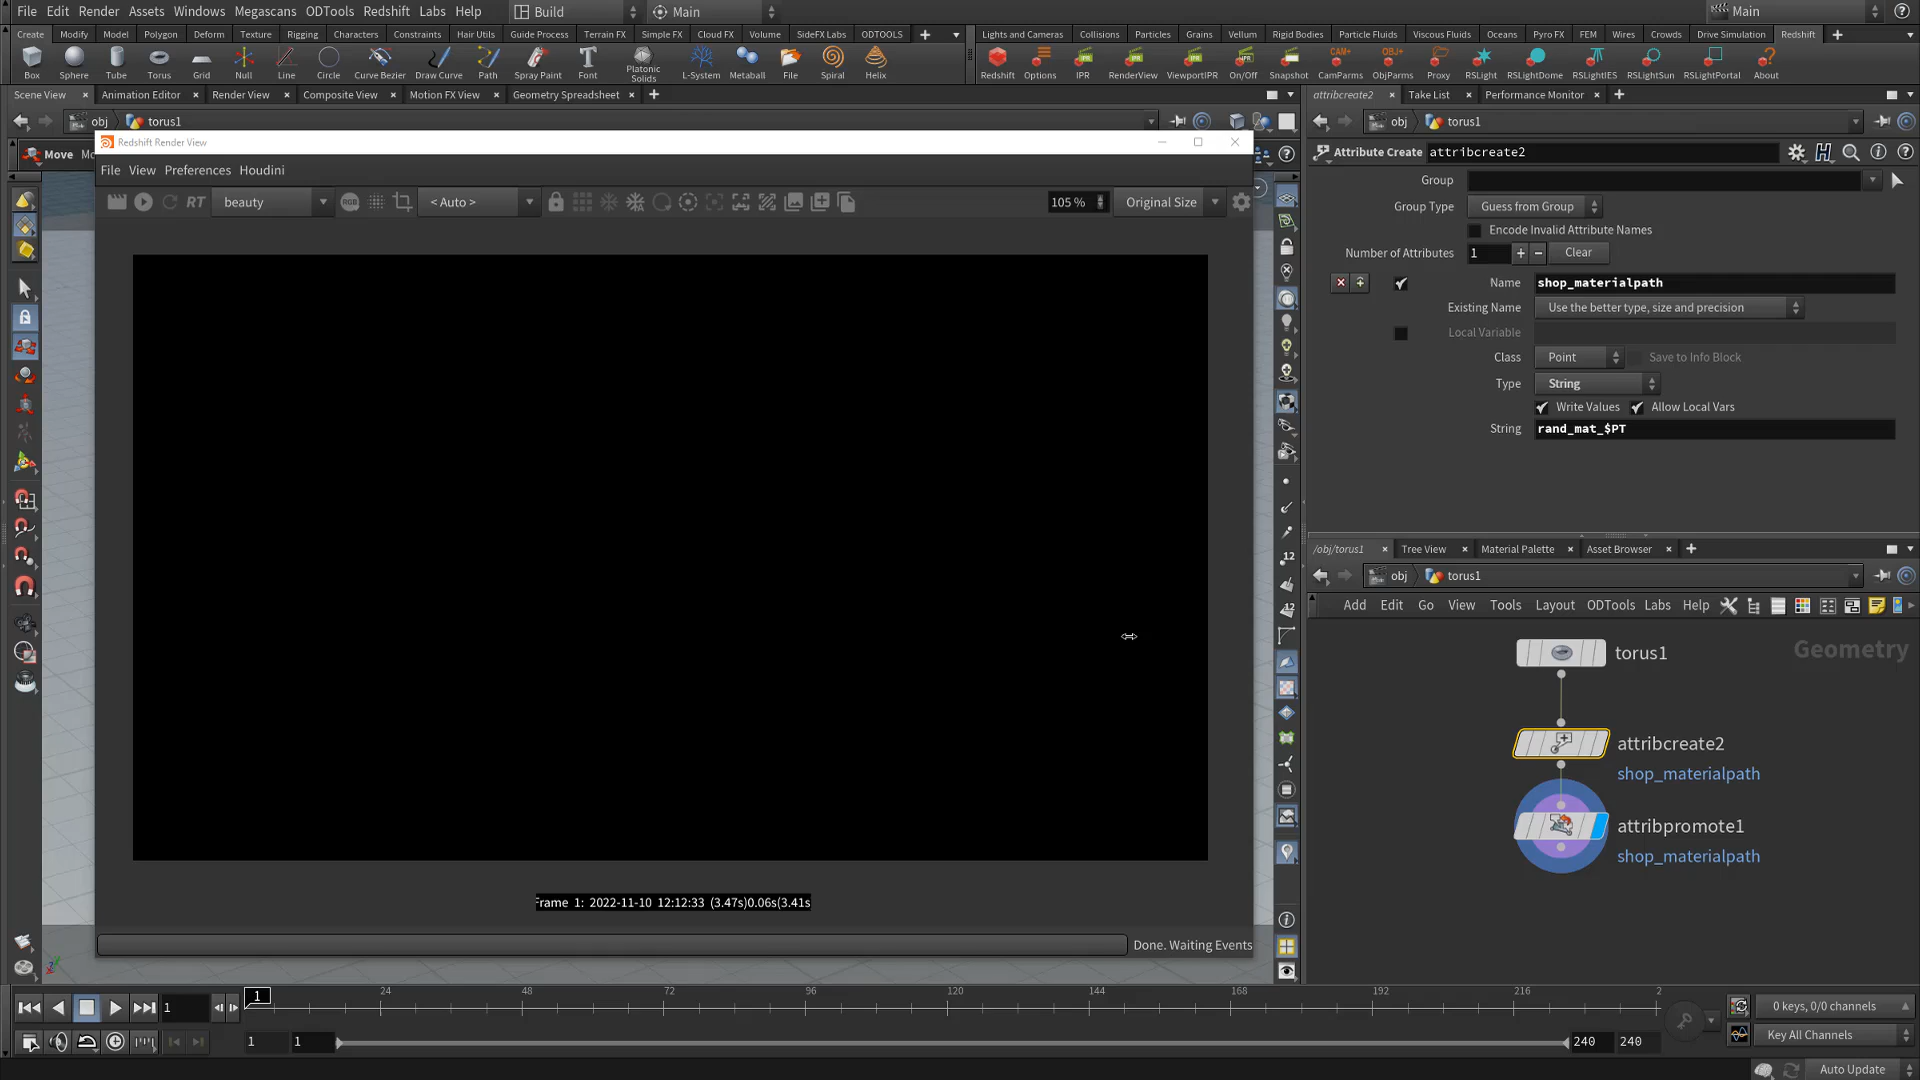 File Edit Render Assets Windows Megascans ODTools Redshift Labs Help Build Main Main
Create Modify Model Polygon Deform Texture Rigging Characters Constraints Hair Utils Guide Process Terrain FX Simple FX Cloud FX Volume SideFX Labs ODTOOLS
Lights and Cameras Collisions Particles Grains Vellum Rigid Bodies Particle Fluids Viscous Fluids Oceans Pyro FX FEM Wires Crowds Drive Simulation Redshift
Box Sphere Tube Torus Grid Null Line Circle Curve Bezier Draw Curve Path Spray Paint Font Platonic Solids L-System Metaball File Spiral Helix
Redshift Options IPR RenderView ViewportIPR On/Off Snapshot CamParms ObjParms Proxy RSLight RSLightDome RSLightIES RSLightSun RSLightPortal About
Scene View Animation Editor Render View Composite View Motion FX View Geometry Spreadsheet
attribcreate2 Take List Performance Monitor
obj torus1
obj torus1
Redshift Render View
Move Mo
File View Preferences Houdini
RT beauty RGB < Auto > 105 % Original Size
Frame 1: 2022-11-10 12:12:33 (3.47s)0.06s(3.41s
Done. Waiting Events
Attribute Create attribcreate2
Group
Group Type Guess from Group
Encode Invalid Attribute Names
Number of Attributes 1 + − Clear
Name shop_materialpath
Existing Name Use the better type, size and precision
Local Variable
Class Point Save to Info Block
Type String
Write Values Allow Local Vars
String rand_mat_$PT
/obj/torus1 Tree View Material Palette Asset Browser
obj torus1
Add Edit Go View Tools Layout ODTools Labs Help
Geometry
torus1
attribcreate2
shop_materialpath
attribpromote1
shop_materialpath
12
12
1 1 24 48 72 96 120 144 168 192 216 2
0 keys, 0/0 channels
1 1 240 240 Key All Channels
Auto Update